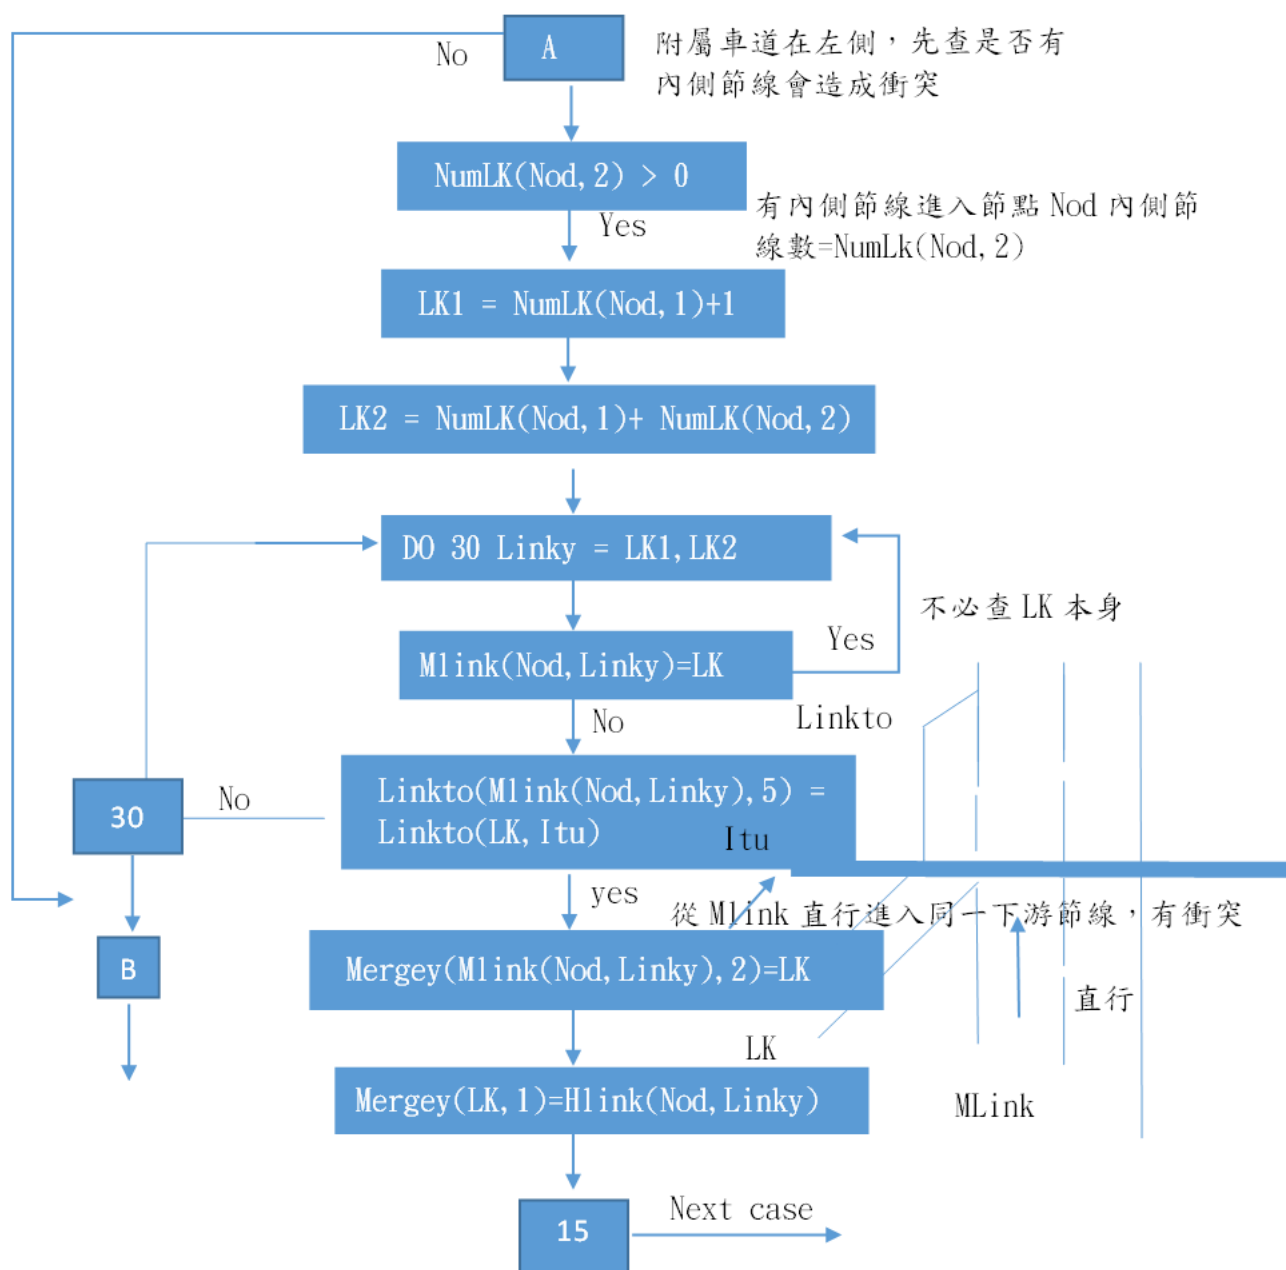 No
A
附屬車道在左側，先查是否有
內側節線會造成衝突
NumLK(Nod,2) > 0
Yes
有內側節線進入節點 Nod 內側節
線數=NumLk(Nod,2)
LK1 = NumLK(Nod,1)+1
LK2 = NumLK(Nod,1)+ NumLK(Nod,2)
DO 30 Linky = LK1,LK2
不必查 LK 本身
Yes
Mlink(Nod,Linky)=LK
No
Linkto
Linkto(Mlink(Nod,Linky),5) =
Linkto(LK,Itu)
Itu
No
30
yes
從 Mlink 直行進入同一下游節線，有衝突
Mergey(Mlink(Nod,Linky),2)=LK
B
直行
LK
Mergey(LK,1)=Hlink(Nod,Linky)
MLink
15
Next case